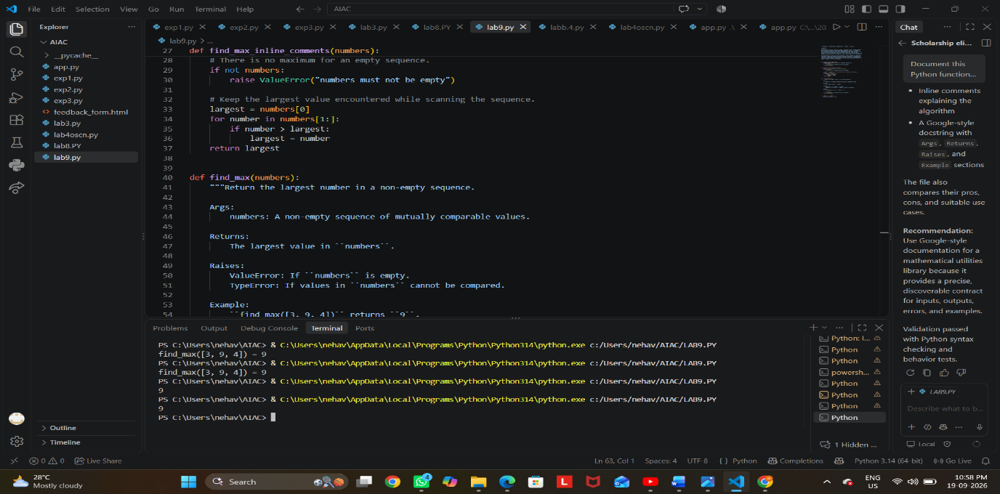 File Edit Selection View Go Run Terminal Help
AIAC
Explorer
AIAC
__pycache__
app.py
exp1.py
exp2.py
exp3.py
feedback_form.html
lab3.py
lab4oscn.py
lab8.PY
lab9.py
Outline
Timeline
exp1.py exp2.py exp3.py lab3.py lab8.PY lab9.py labb.4.py lab4oscn.py app.py .\ app.py C:\...\20
lab9.py > ...
27 def find_max_inline_comments(numbers):
28 # There is no maximum for an empty sequence.
29 if not numbers:
30 raise ValueError("numbers must not be empty")
31
32 # Keep the largest value encountered while scanning the sequence.
33 largest = numbers[0]
34 for number in numbers[1:]:
35 if number > largest:
36 largest = number
37 return largest
38
39
40 def find_max(numbers):
41 """Return the largest number in a non-empty sequence.
42
43 Args:
44 numbers: A non-empty sequence of mutually comparable values.
45
46 Returns:
47 The largest value in ``numbers``.
48
49 Raises:
50 ValueError: If ``numbers`` is empty.
51 TypeError: If values in ``numbers`` cannot be compared.
52
53 Example:
54 ``find_max([3, 9, 4])`` returns ``9``.
Problems Output Debug Console Terminal Ports
PS C:\Users\nehav\AIAC> & C:\Users\nehav\AppData\Local\Programs\Python\Python314\python.exe c:/Users/nehav/AIAC/LAB9.PY
find_max([3, 9, 4]) = 9
PS C:\Users\nehav\AIAC> & C:\Users\nehav\AppData\Local\Programs\Python\Python314\python.exe c:/Users/nehav/AIAC/LAB9.PY
find_max([3, 9, 4]) = 9
PS C:\Users\nehav\AIAC> & C:\Users\nehav\AppData\Local\Programs\Python\Python314\python.exe c:/Users/nehav/AIAC/LAB9.PY
9
PS C:\Users\nehav\AIAC> & C:\Users\nehav\AppData\Local\Programs\Python\Python314\python.exe c:/Users/nehav/AIAC/LAB9.PY
9
PS C:\Users\nehav\AIAC>
Python: l...
Python
Python
powersh...
Python
Python
Python
Python
1 Hidden ...
Chat
Scholarship eli...
Document this
Python function...
• Inline comments
explaining the
algorithm
• A Google-style
docstring with
Args, Returns,
Raises, and
Example sections
The file also
compares their pros,
cons, and suitable use
cases.
Recommendation:
Use Google-style
documentation for a
mathematical utilities
library because it
provides a precise,
discoverable contract
for inputs, outputs,
errors, and examples.
Validation passed
with Python syntax
checking and
behavior tests.
LAB9.PY
Describe what to b...
Local
0 0 Live Share
Ln 63, Col 1 Spaces: 4 UTF-8 { } Python Completions Python 3.14 (64-bit) Go Live
28°C
Mostly cloudy
Search
4
L
ENG
US
10:58 PM
19-09-2026